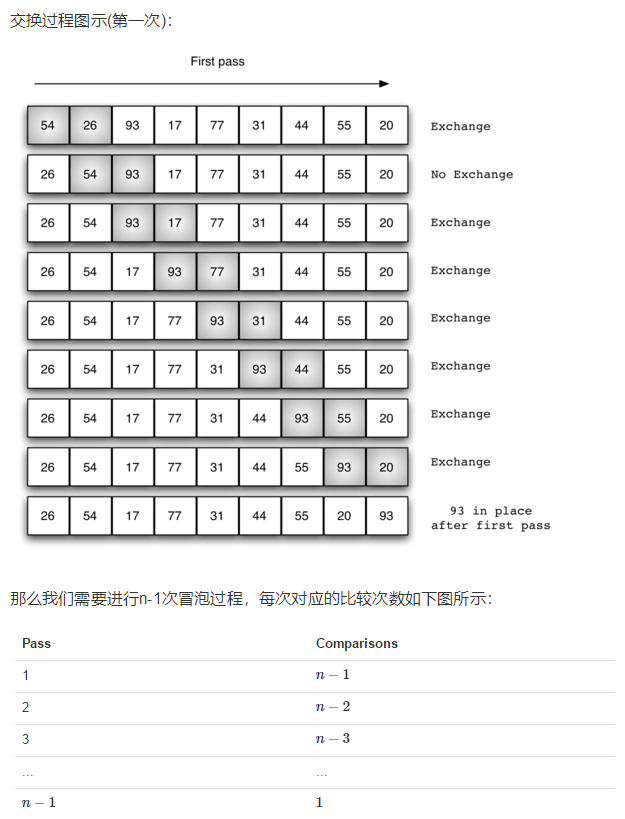 交换过程图示(第一次)：
First pass
54 26 93 17 77 31 44 55 20 Exchange
26 54 93 17 77 31 44 55 20 No Exchange
26 54 93 17 77 31 44 55 20 Exchange
26 54 17 93 77 31 44 55 20 Exchange
26 54 17 77 93 31 44 55 20 Exchange
26 54 17 77 31 93 44 55 20 Exchange
26 54 17 77 31 44 93 55 20 Exchange
26 54 17 77 31 44 55 93 20 Exchange
26 54 17 77 31 44 55 20 93 93 in place
after first pass
那么我们需要进行n-1次冒泡过程，每次对应的比较次数如下图所示：
Pass Comparisons
1 n − 1
2 n − 2
3 n − 3
... ...
n − 1 1